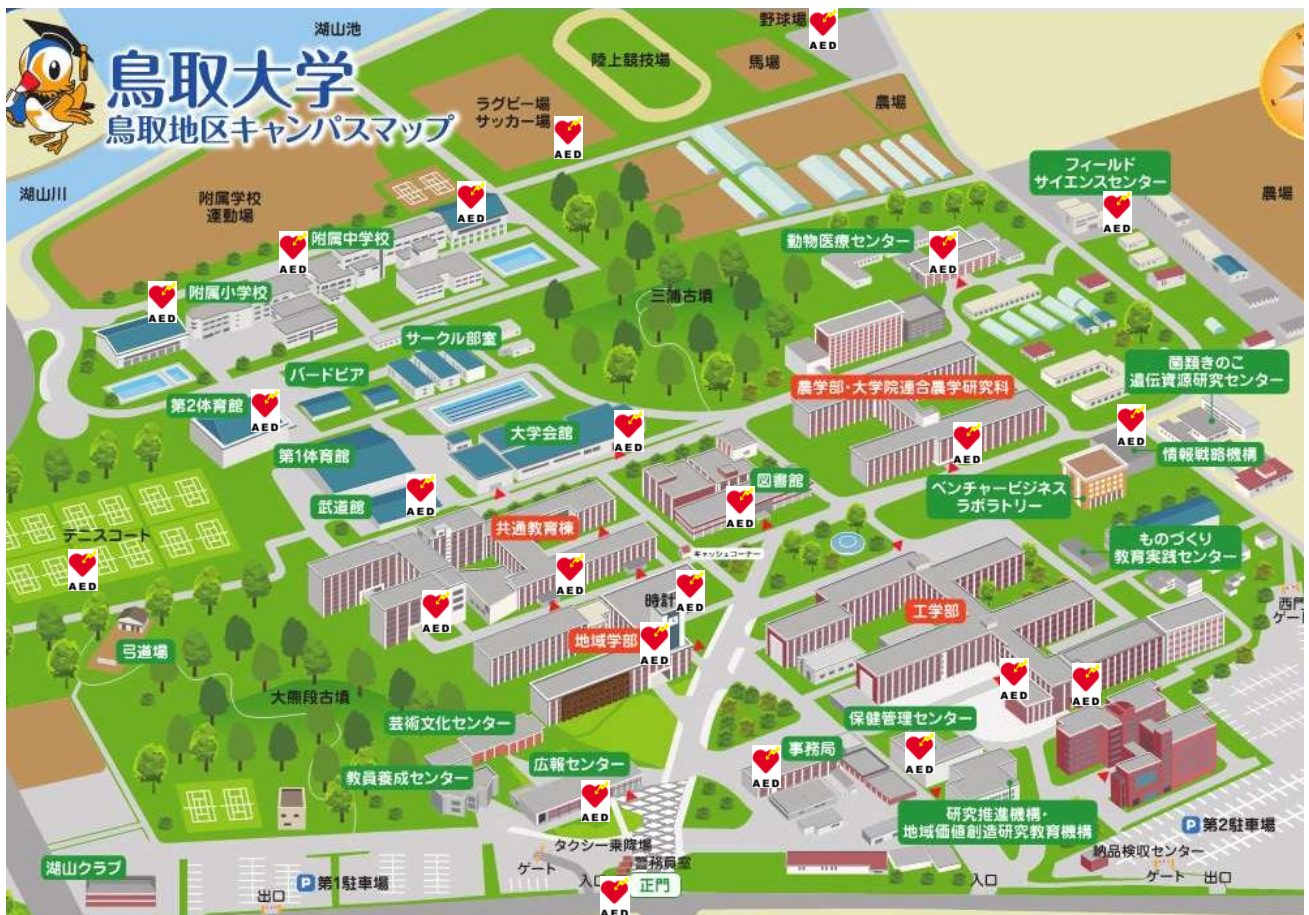 湖山池
野球場
AED
鳥取大学
鳥取地区キャンパスマップ
陸上競技場
馬場
ラグビー場
サッカー場
AED
農場
フィールド
サイエンスセンター
湖山川
附属学校
運動場
AED
AED
農場
附属中学校
AED
動物医療センター
AED
附属小学校
AED
三浦古墳
サークル部室
バードピア
菌類きのこ
遺伝資源研究センター
農学部・大学院連合農学研究科
第2体育館
AED
大学会館
AED
AED
AED
情報戦略機構
第1体育館
図書館
AED
ベンチャービジネス
ラボラトリー
武道館
AED
共通教育棟
キャッシュコーナー
ものづくり
教育実践センター
テニスコート
AED
AED
AED
時計
AED
工学部
西門
ゲート
弓道場
地域学部
AED
AED
AED
大熊段古墳
芸術文化センター
保健管理センター
AED
事務局
AED
教員養成センター
広報センター
AED
研究推進機構・
地域価値創造研究教育機構
P第2駐車場
タクシー乗降場
納品検収センター
湖山クラブ
ゲート
警務員室
ゲート
出口
P第1駐車場
出口
入口
正門
入口
AED